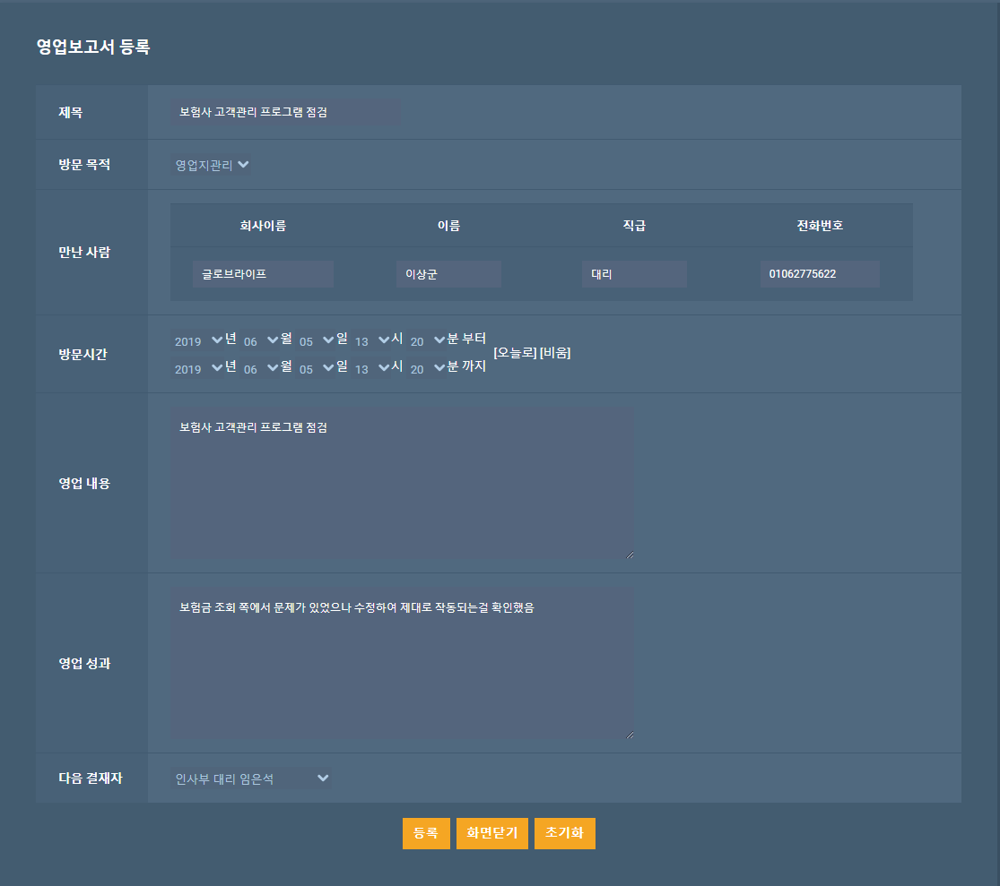 영업보고서 등록
제목
보험사 고객관리 프로그램 점검
방문 목적
영업지관리
만난 사람
회사이름 이름 직급 전화번호
글로브라이프 이상군 대리 01062775622
방문시간
2019 년 06 월 05 일 13 시 20 분 부터
[오늘로] [비움]
2019 년 06 월 05 일 13 시 20 분 까지
영업 내용
보험사 고객관리 프로그램 점검
영업 성과
보험금 조회 쪽에서 문제가 있었으나 수정하여 제대로 작동되는걸 확인했음
다음 결재자
인사부 대리 임은석
등록 화면닫기 초기화